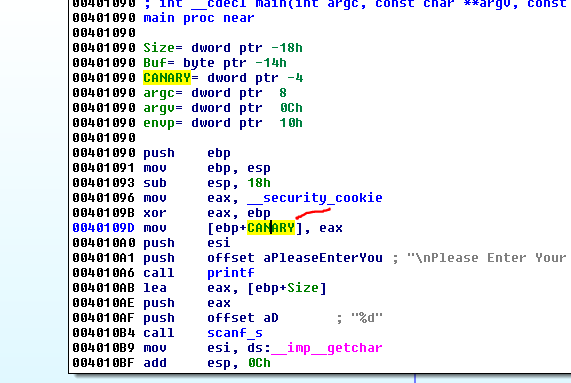 00401090 ; int __cdecl main(int argc, const char **argv, const
00401090 main proc near
00401090
00401090 Size= dword ptr -18h
00401090 Buf= byte ptr -14h
00401090 CANARY= dword ptr -4
00401090 argc= dword ptr  8
00401090 argv= dword ptr  0Ch
00401090 envp= dword ptr  10h
00401090
00401090 push    ebp
00401091 mov     ebp, esp
00401093 sub     esp, 18h
00401096 mov     eax, __security_cookie
0040109B xor     eax, ebp
0040109D mov     [ebp+CANARY], eax
004010A0 push    esi
004010A1 push    offset aPleaseEnterYou ; "\nPlease Enter Your
004010A6 call    printf
004010AB lea     eax, [ebp+Size]
004010AE push    eax
004010AF push    offset aD       ; "%d"
004010B4 call    scanf_s
004010B9 mov     esi, ds:__imp__getchar
004010BF add     esp, 0Ch